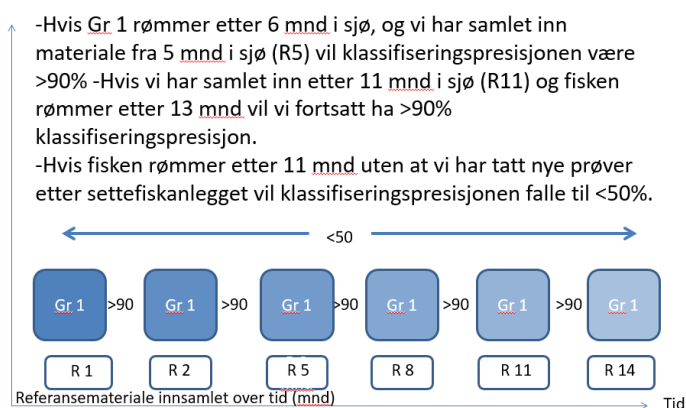 -Hvis Gr 1 rømmer etter 6 mnd i sjø, og vi har samlet inn
materiale fra 5 mnd i sjø (R5) vil klassifiseringspresisjonen være
>90% -Hvis vi har samlet inn etter 11 mnd i sjø (R11) og fisken
rømmer etter 13 mnd vil vi fortsatt ha >90%
klassifiseringspresisjon.
-Hvis fisken rømmer etter 11 mnd uten at vi har tatt nye prøver
etter settefiskanlegget vil klassifiseringspresisjonen falle til <50%.
<50
Gr 1 >90 Gr 1 >90 Gr 1 >90 Gr 1 >90 Gr 1 >90 Gr 1
R 1 R 2 R 5 R 8 R 11 R 14
Referansemateriale innsamlet over tid (mnd)
Tid